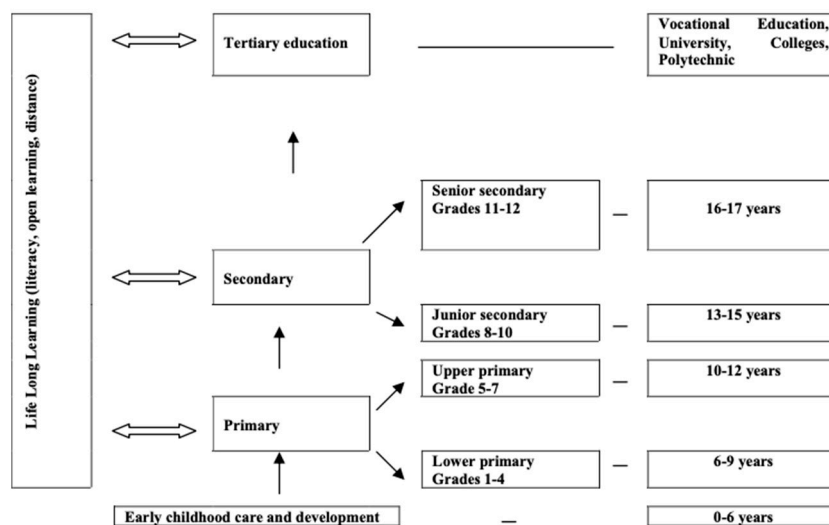 Life Long Learning (literacy, open learning, distance)
Tertiary education
Vocational Education,
University, Colleges,
Polytechnic
Senior secondary
Grades 11-12
16-17 years
Secondary
Junior secondary
Grades 8-10
13-15 years
Upper primary
Grade 5-7
10-12 years
Primary
Lower primary
Grades 1-4
6-9 years
Early childhood care and development
0-6 years